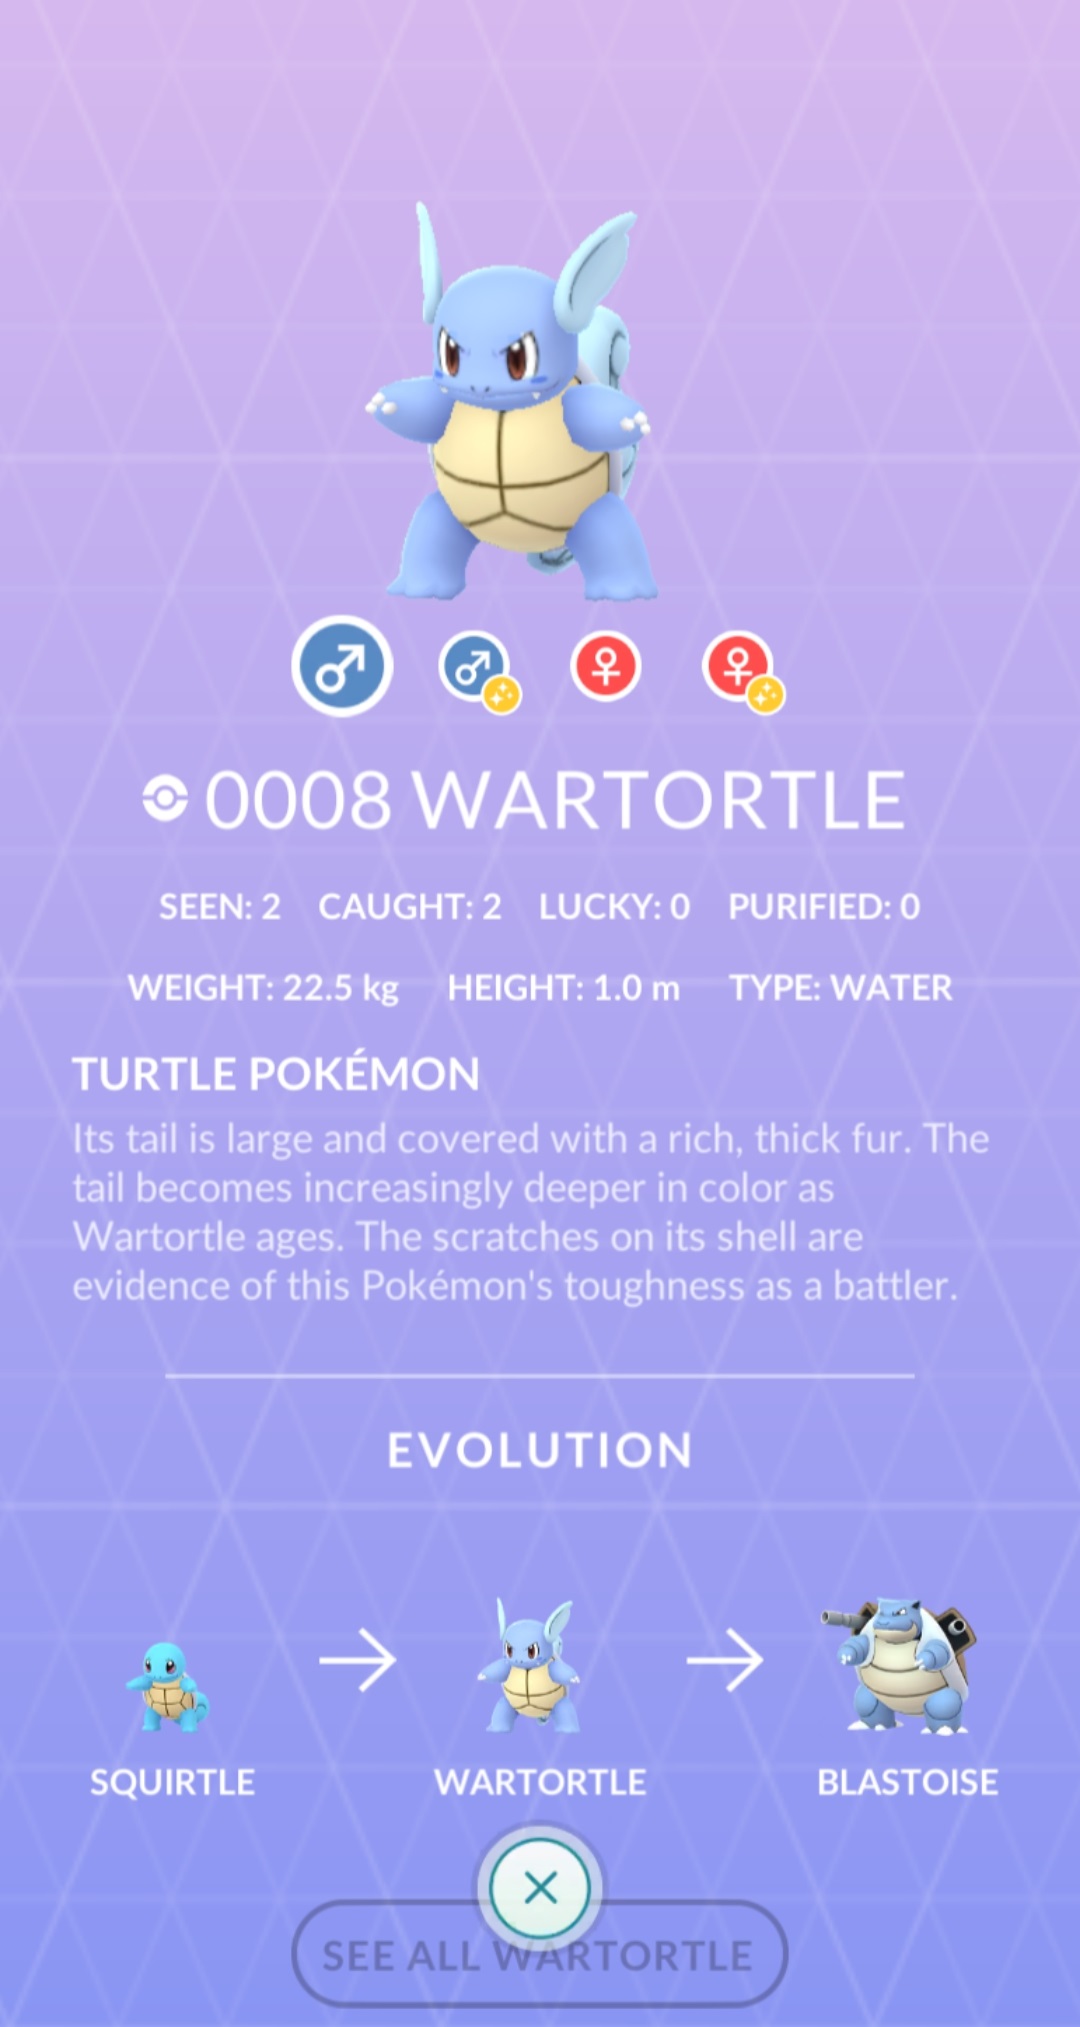 0008 WARTORTLE
SEEN: 2 CAUGHT: 2 LUCKY: 0 PURIFIED: 0
WEIGHT: 22.5 kg HEIGHT: 1.0 m TYPE: WATER
TURTLE POKÉMON
Its tail is large and covered with a rich, thick fur. The
tail becomes increasingly deeper in color as
Wartortle ages. The scratches on its shell are
evidence of this Pokémon's toughness as a battler.
EVOLUTION
SQUIRTLE WARTORTLE BLASTOISE
SEE ALL WARTORTLE